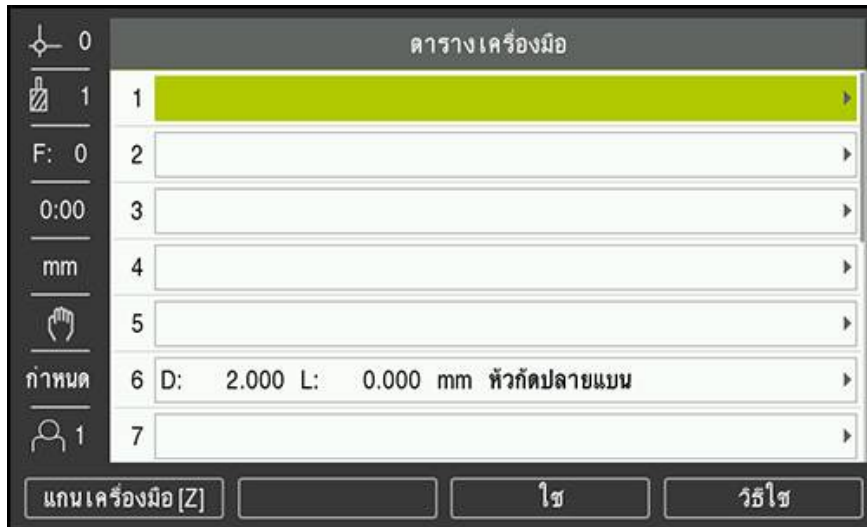 0
ตารางเครื่องมือ
1
1
F: 0
2
0:00
3
mm
4
5
กำหนด
6 D: 2.000 L: 0.000 mm หัวกัดปลายแบน
1
7
แกนเครื่องมือ [Z]
ใช
วิธีใช